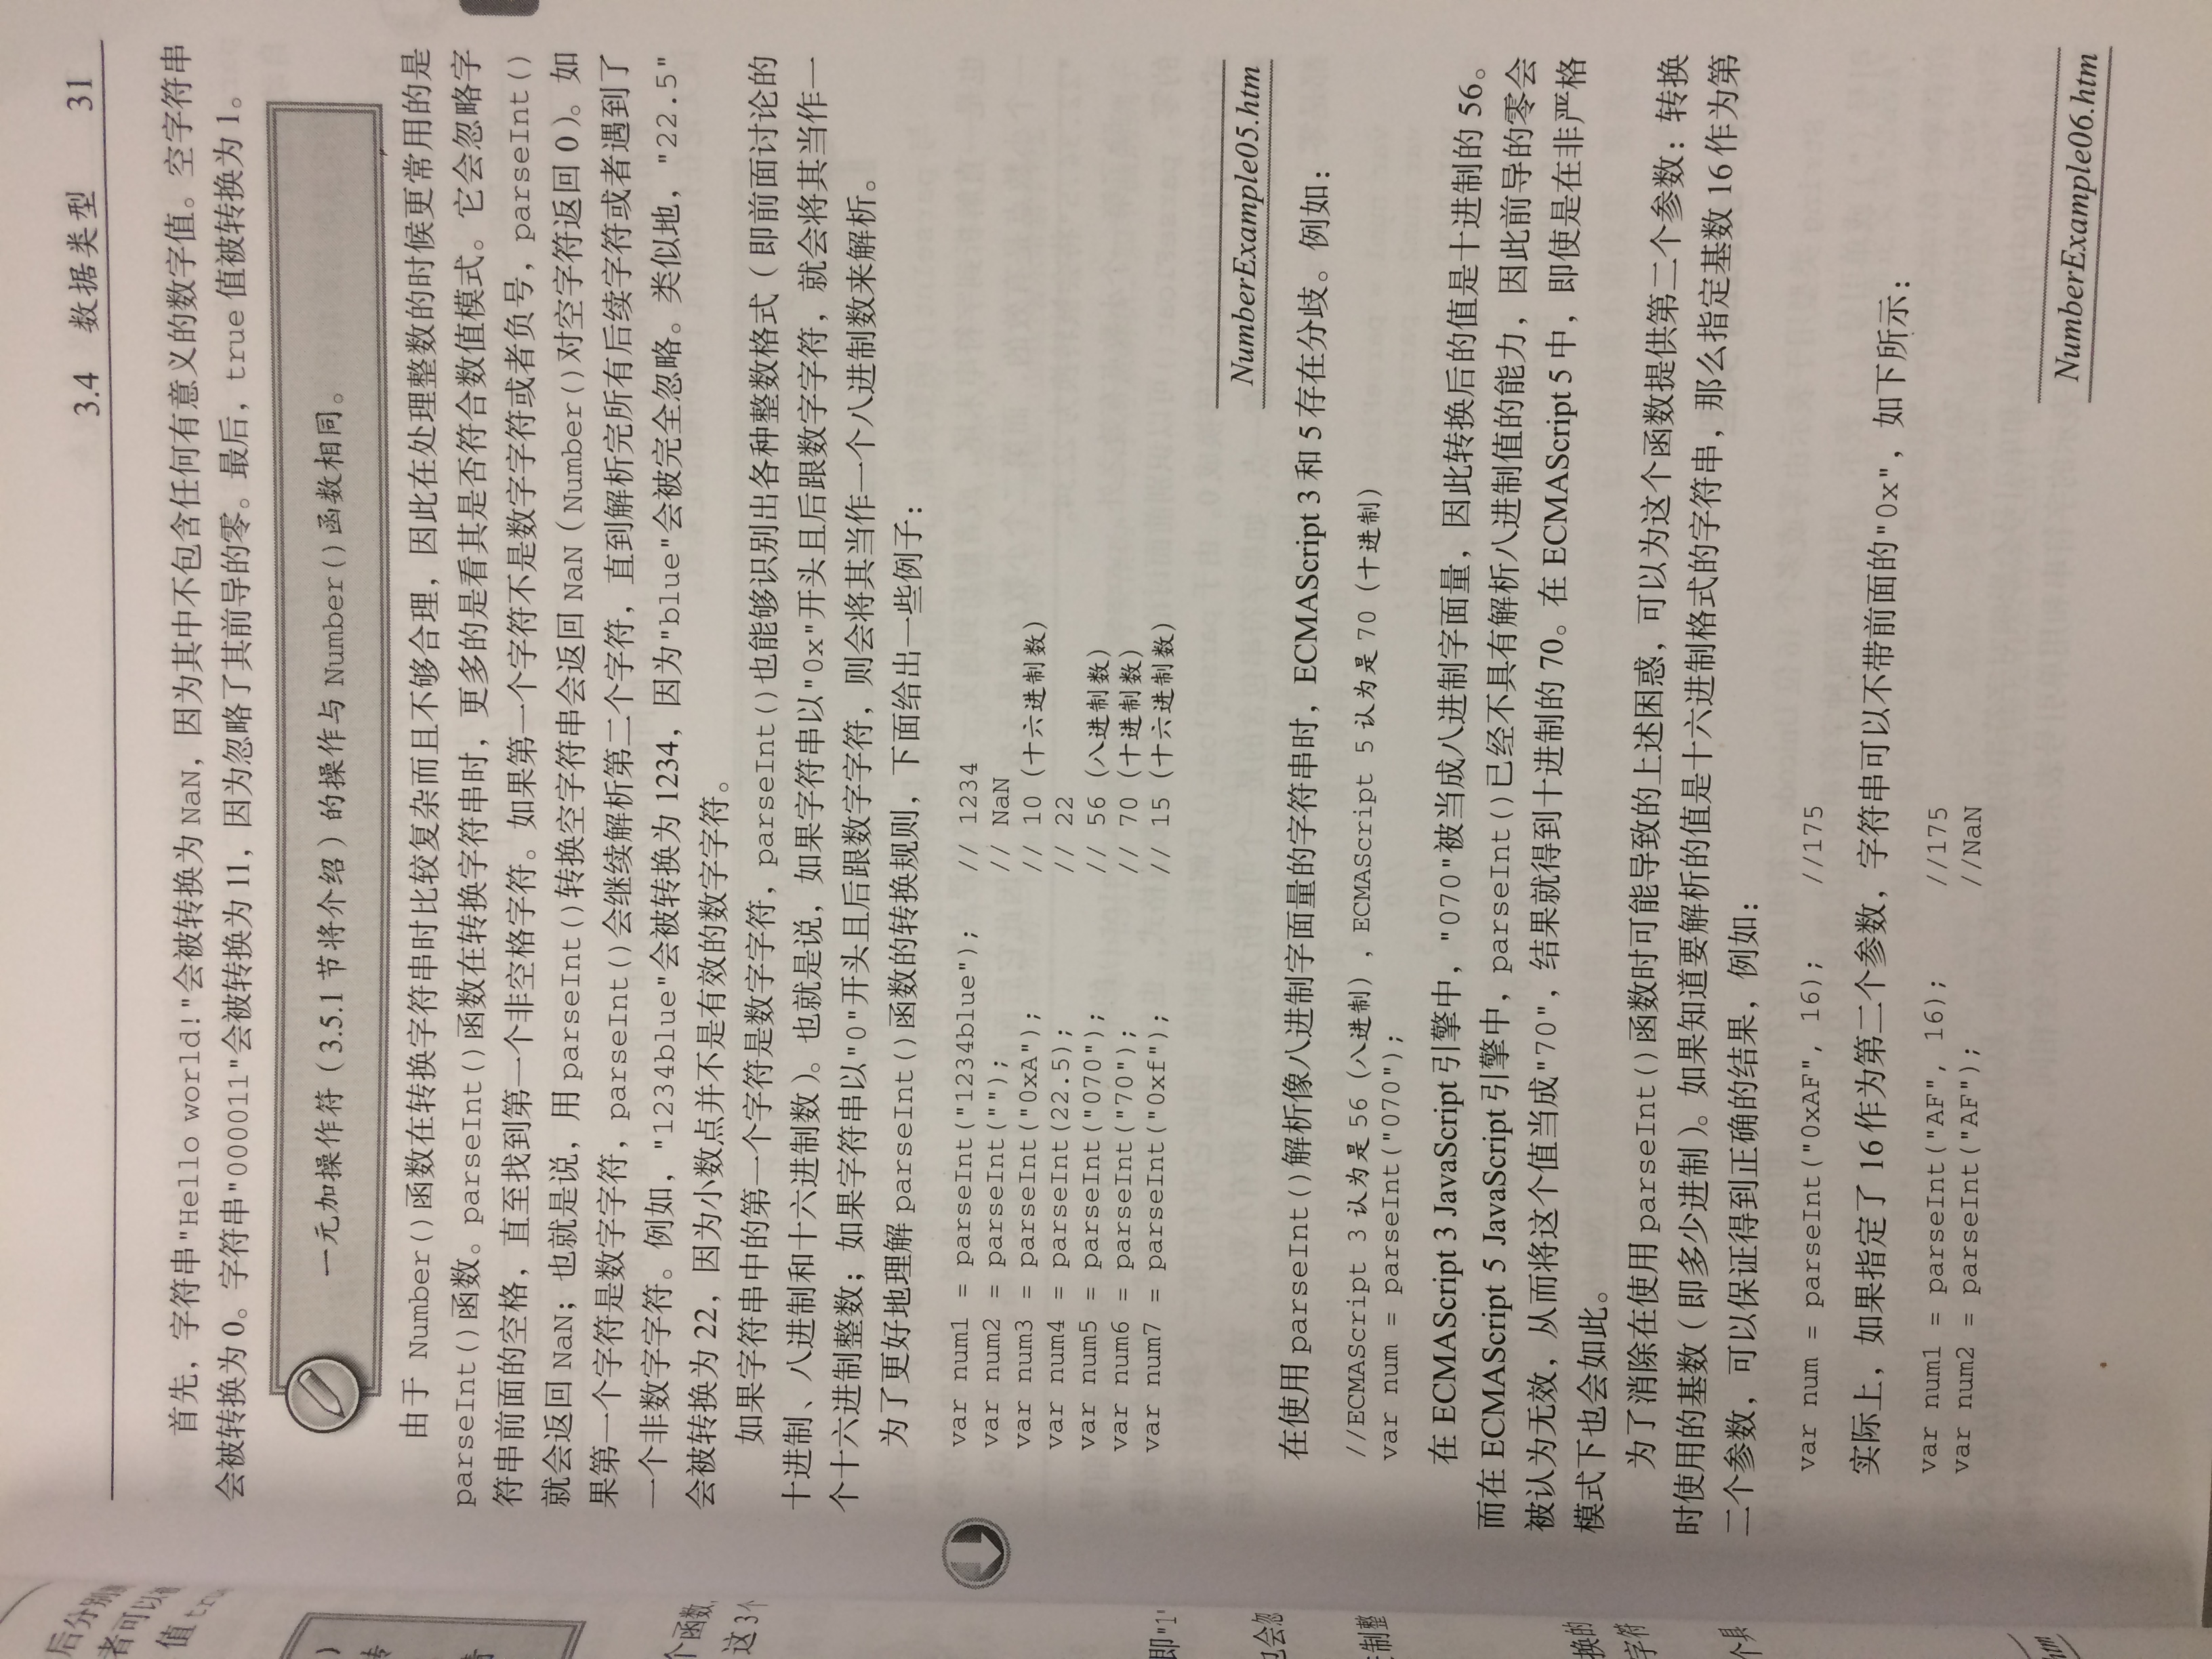 3.4 数据类型 31
首先，字符串"Hello world!"会被转换为 NaN，因为其中不包含任何有意义的数字值。空字符串
会被转换为 0。字符串"000011"会被转换为 11，因为忽略了其前导的零。最后，true 值被转换为 1。
一元加操作符（3.5.1 节将介绍）的操作与 Number()函数相同。
由于 Number()函数在转换字符串时比较复杂而且不够合理，因此在处理整数的时候更常用的是
parseInt()函数。parseInt()函数在转换字符串时，更多的是看其是否符合数值模式。它会忽略字
符串前面的空格，直至找到第一个非空格字符。如果第一个字符不是数字字符或者负号，parseInt()
就会返回 NaN；也就是说，用 parseInt()转换空字符串会返回 NaN（Number()对空字符返回 0）。如
果第一个字符是数字字符，parseInt()会继续解析第二个字符，直到解析完所有后续字符或者遇到了
一个非数字字符。例如，"1234blue"会被转换为 1234，因为"blue"会被完全忽略。类似地，"22.5"
会被转换为 22，因为小数点并不是有效的数字字符。
如果字符串中的第一个字符是数字字符，parseInt()也能够识别出各种整数格式（即前面讨论的
十进制、八进制和十六进制数）。也就是说，如果字符串以"0x"开头且后跟数字字符，就会将其当作一
个十六进制整数；如果字符串以"0"开头且后跟数字字符，则会将其当作一个八进制数来解析。
为了更好地理解 parseInt()函数的转换规则，下面给出一些例子：
var num1 = parseInt("1234blue"); // 1234
var num2 = parseInt(""); // NaN
var num3 = parseInt("0xA"); // 10（十六进制数）
var num4 = parseInt(22.5); // 22
var num5 = parseInt("070"); // 56（八进制数）
var num6 = parseInt("70"); // 70（十进制数）
var num7 = parseInt("0xf"); // 15（十六进制数）
NumberExample05.htm
在使用 parseInt()解析像八进制字面量的字符串时，ECMAScript 3 和 5 存在分歧。例如：
//ECMAScript 3 认为是 56（八进制），ECMAScript 5 认为是 70（十进制）
var num = parseInt("070");
在 ECMAScript 3 JavaScript 引擎中，"070"被当成八进制字面量，因此转换后的值是十进制的 56。
而在 ECMAScript 5 JavaScript 引擎中，parseInt()已经不具有解析八进制值的能力，因此前导的零会
被认为无效，从而将这个值当成"70"，结果就得到十进制的 70。在 ECMAScript 5 中，即使是在非严格
模式下也会如此。
为了消除在使用 parseInt()函数时可能导致的上述困惑，可以为这个函数提供第二个参数：转换
时使用的基数（即多少进制）。如果知道要解析的值是十六进制格式的字符串，那么指定基数 16 作为第
二个参数，可以保证得到正确的结果，例如：
var num = parseInt("0xAF", 16); //175
实际上，如果指定了 16 作为第二个参数，字符串可以不带前面的"0x"，如下所示：
var num1 = parseInt("AF", 16); //175
var num2 = parseInt("AF"); //NaN
NumberExample06.htm